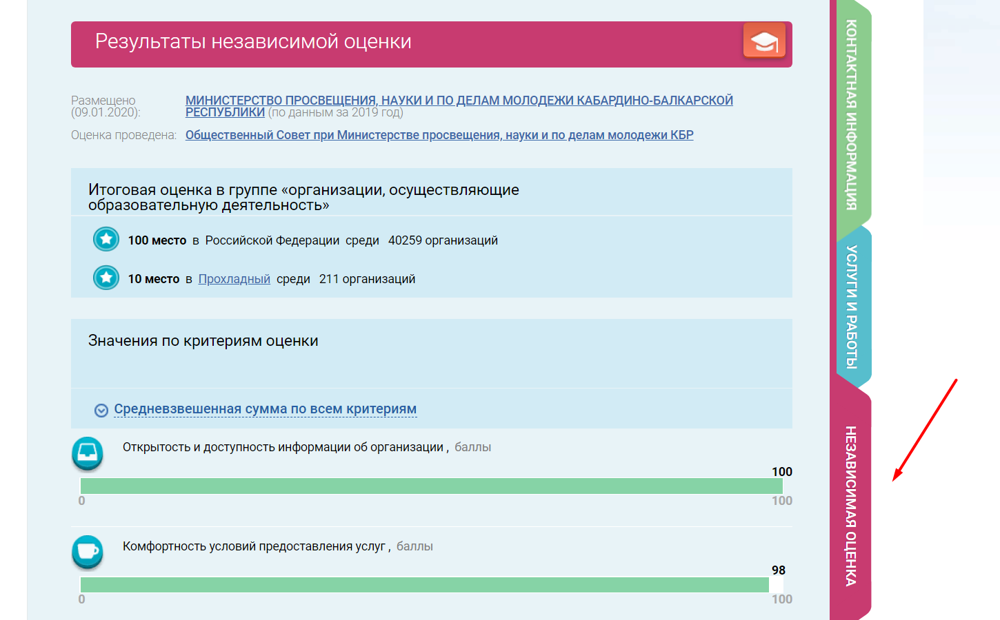 Результаты независимой оценки
Размещено
(09.01.2020):
МИНИСТЕРСТВО ПРОСВЕЩЕНИЯ, НАУКИ И ПО ДЕЛАМ МОЛОДЕЖИ КАБАРДИНО-БАЛКАРСКОЙ
РЕСПУБЛИКИ (по данным за 2019 год)
Оценка проведена: Общественный Совет при Министерстве просвещения, науки и по делам молодежи КБР
Итоговая оценка в группе «организации, осуществляющие
образовательную деятельность»
100 место в Российской Федерации среди 40259 организаций
10 место в Прохладный среди 211 организаций
Значения по критериям оценки
Средневзвешенная сумма по всем критериям
Открытость и доступность информации об организации , баллы
100
0 100
Комфортность условий предоставления услуг , баллы
98
0 100
КОНТАКТНАЯ ИНФОРМАЦИЯ
УСЛУГИ И РАБОТЫ
НЕЗАВИСИМАЯ ОЦЕНКА